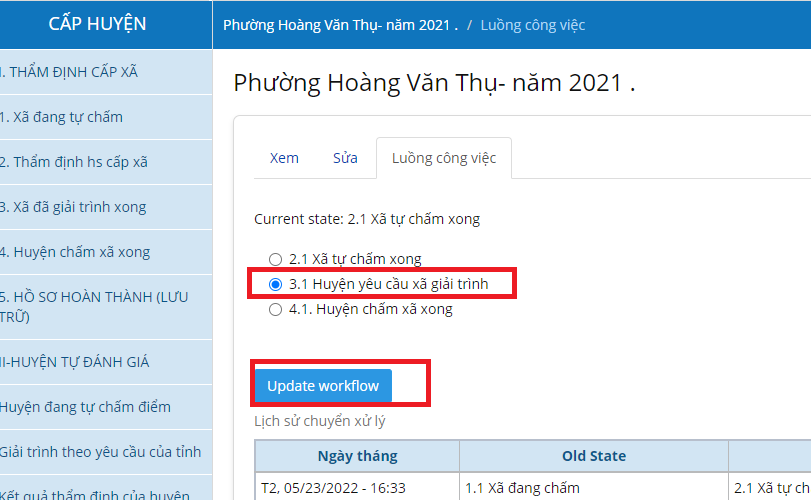 CẤP HUYỆN
Phường Hoàng Văn Thụ- năm 2021 . / Luồng công việc
I. THẨM ĐỊNH CẤP XÃ
1. Xã đang tự chấm
2. Thẩm định hs cấp xã
3. Xã đã giải trình xong
4. Huyện chấm xã xong
5. HỒ SƠ HOÀN THÀNH (LƯU
TRỮ)
II-HUYỆN TỰ ĐÁNH GIÁ
Huyện đang tự chấm điểm
Giải trình theo yêu cầu của tỉnh
Kết quả thẩm định của huyện
Phường Hoàng Văn Thụ- năm 2021 .
Xem Sửa Luồng công việc
Current state: 2.1 Xã tự chấm xong
2.1 Xã tự chấm xong
3.1 Huyện yêu cầu xã giải trình
4.1. Huyện chấm xã xong
Update workflow
Lịch sử chuyển xử lý
Ngày tháng Old State
T2, 05/23/2022 - 16:33 1.1 Xã đang chấm 2.1 Xã tự ch